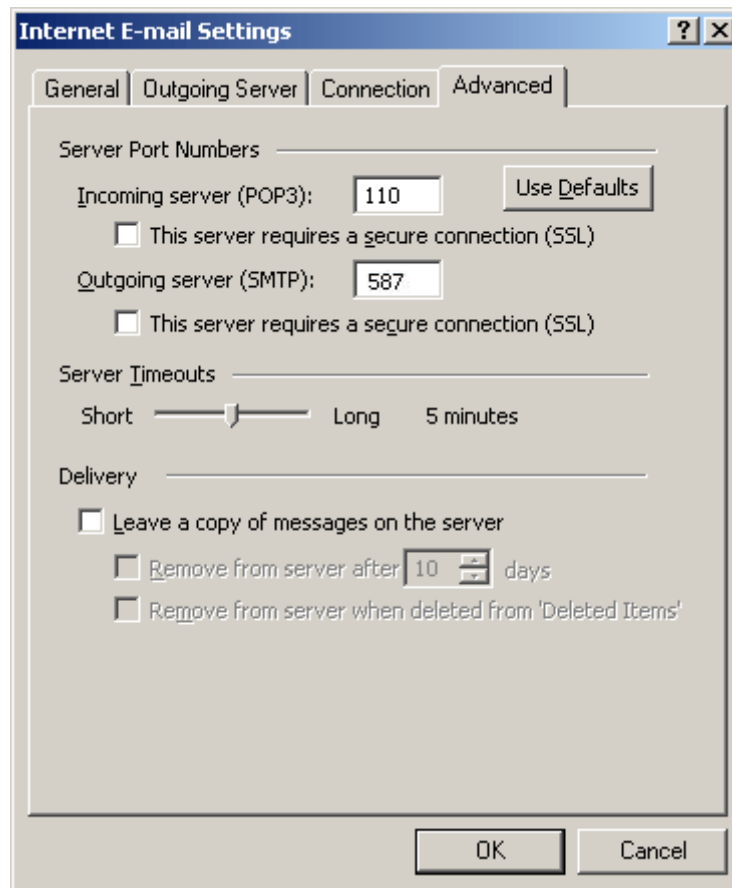 Internet E-mail Settings
General Outgoing Server Connection Advanced
Server Port Numbers
Incoming server (POP3): 110 Use Defaults
This server requires a secure connection (SSL)
Outgoing server (SMTP): 587
This server requires a secure connection (SSL)
Server Timeouts
Short Long 5 minutes
Delivery
Leave a copy of messages on the server
Remove from server after 10 days
Remove from server when deleted from 'Deleted Items'
OK Cancel